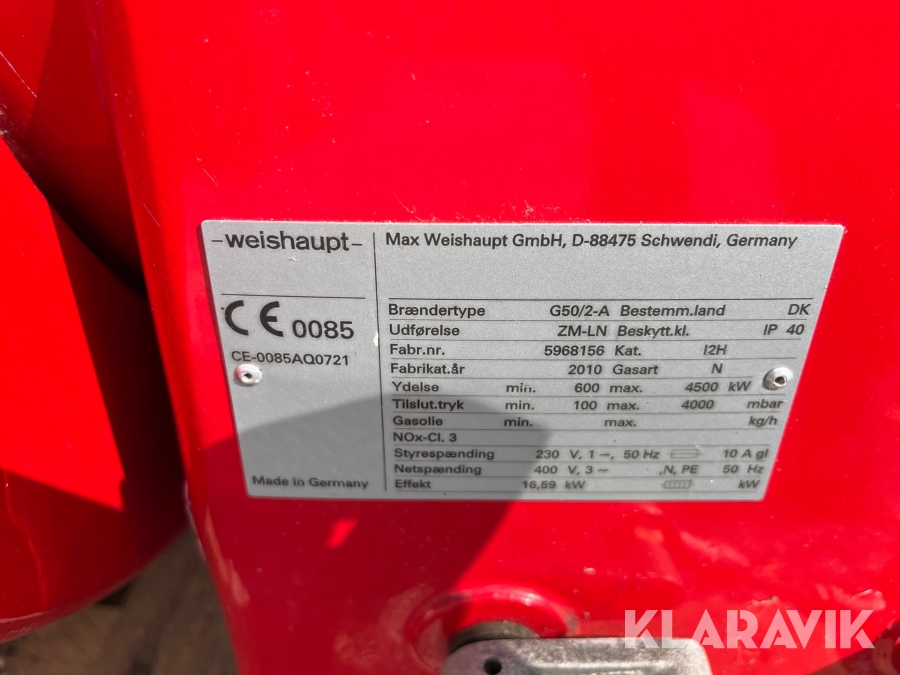 -weishaupt-
Max Weishaupt GmbH, D-88475 Schwendi, Germany
CE 0085
CE-0085AQ0721
Made in Germany
Brændertype G50/2-A Bestemm.land DK
Udførelse ZM-LN Beskytt.kl. IP 40
Fabr.nr. 5968156 Kat. I2H
Fabrikat.år 2010 Gasart N
Ydelse min. 600 max. 4500 kW
Tilslut.tryk min. 100 max. 4000 mbar
Gasolie min. max. kg/h
NOx-Cl. 3
Styrespænding 230 V, 1 ~, 50 Hz 10 A gl
Netspænding 400 V, 3 ~ ,N, PE 50 Hz
Effekt 16,59 kW kW
KLARAVIK